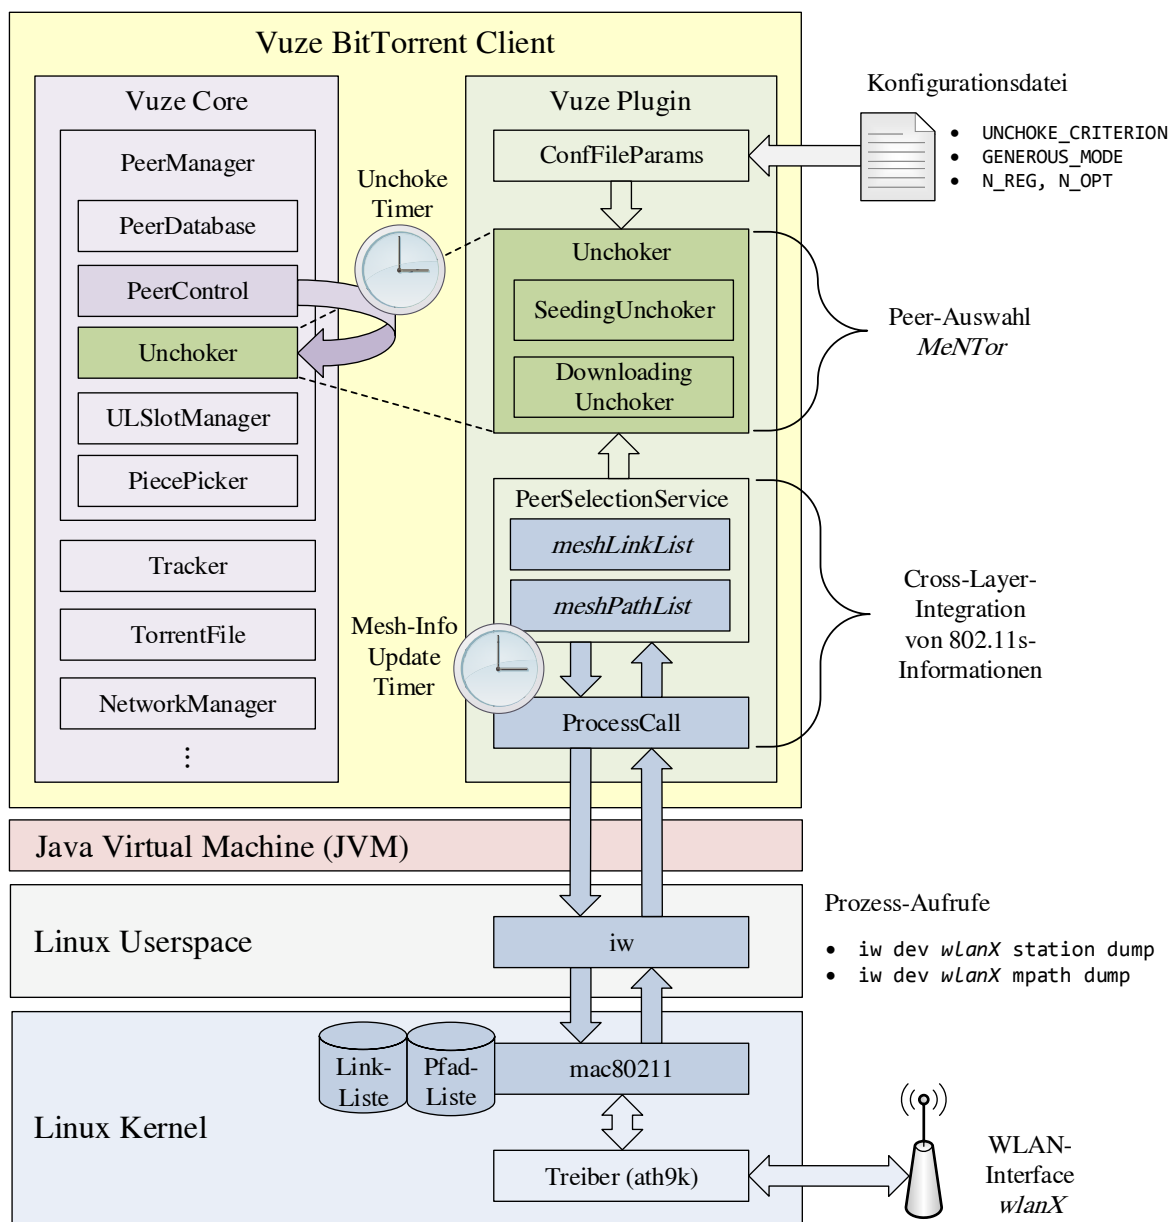 Vuze BitTorrent Client
Vuze Core
PeerManager
PeerDatabase
PeerControl
Unchoker
ULSlotManager
PiecePicker
Tracker
TorrentFile
NetworkManager
⋮
Unchoke
Timer
Mesh-Info
Update
Timer
Vuze Plugin
ConfFileParams
Unchoker
SeedingUnchoker
Downloading
Unchoker
PeerSelectionService
meshLinkList
meshPathList
ProcessCall
Konfigurationsdatei
• UNCHOKE_CRITERION
• GENEROUS_MODE
• N_REG, N_OPT
Peer-Auswahl
MeNTor
Cross-Layer-
Integration
von 802.11s-
Informationen
Java Virtual Machine (JVM)
Linux Userspace
iw
Prozess-Aufrufe
• iw dev wlanX station dump
• iw dev wlanX mpath dump
Linux Kernel
Link-
Liste
Pfad-
Liste
mac80211
Treiber (ath9k)
WLAN-
Interface
wlanX